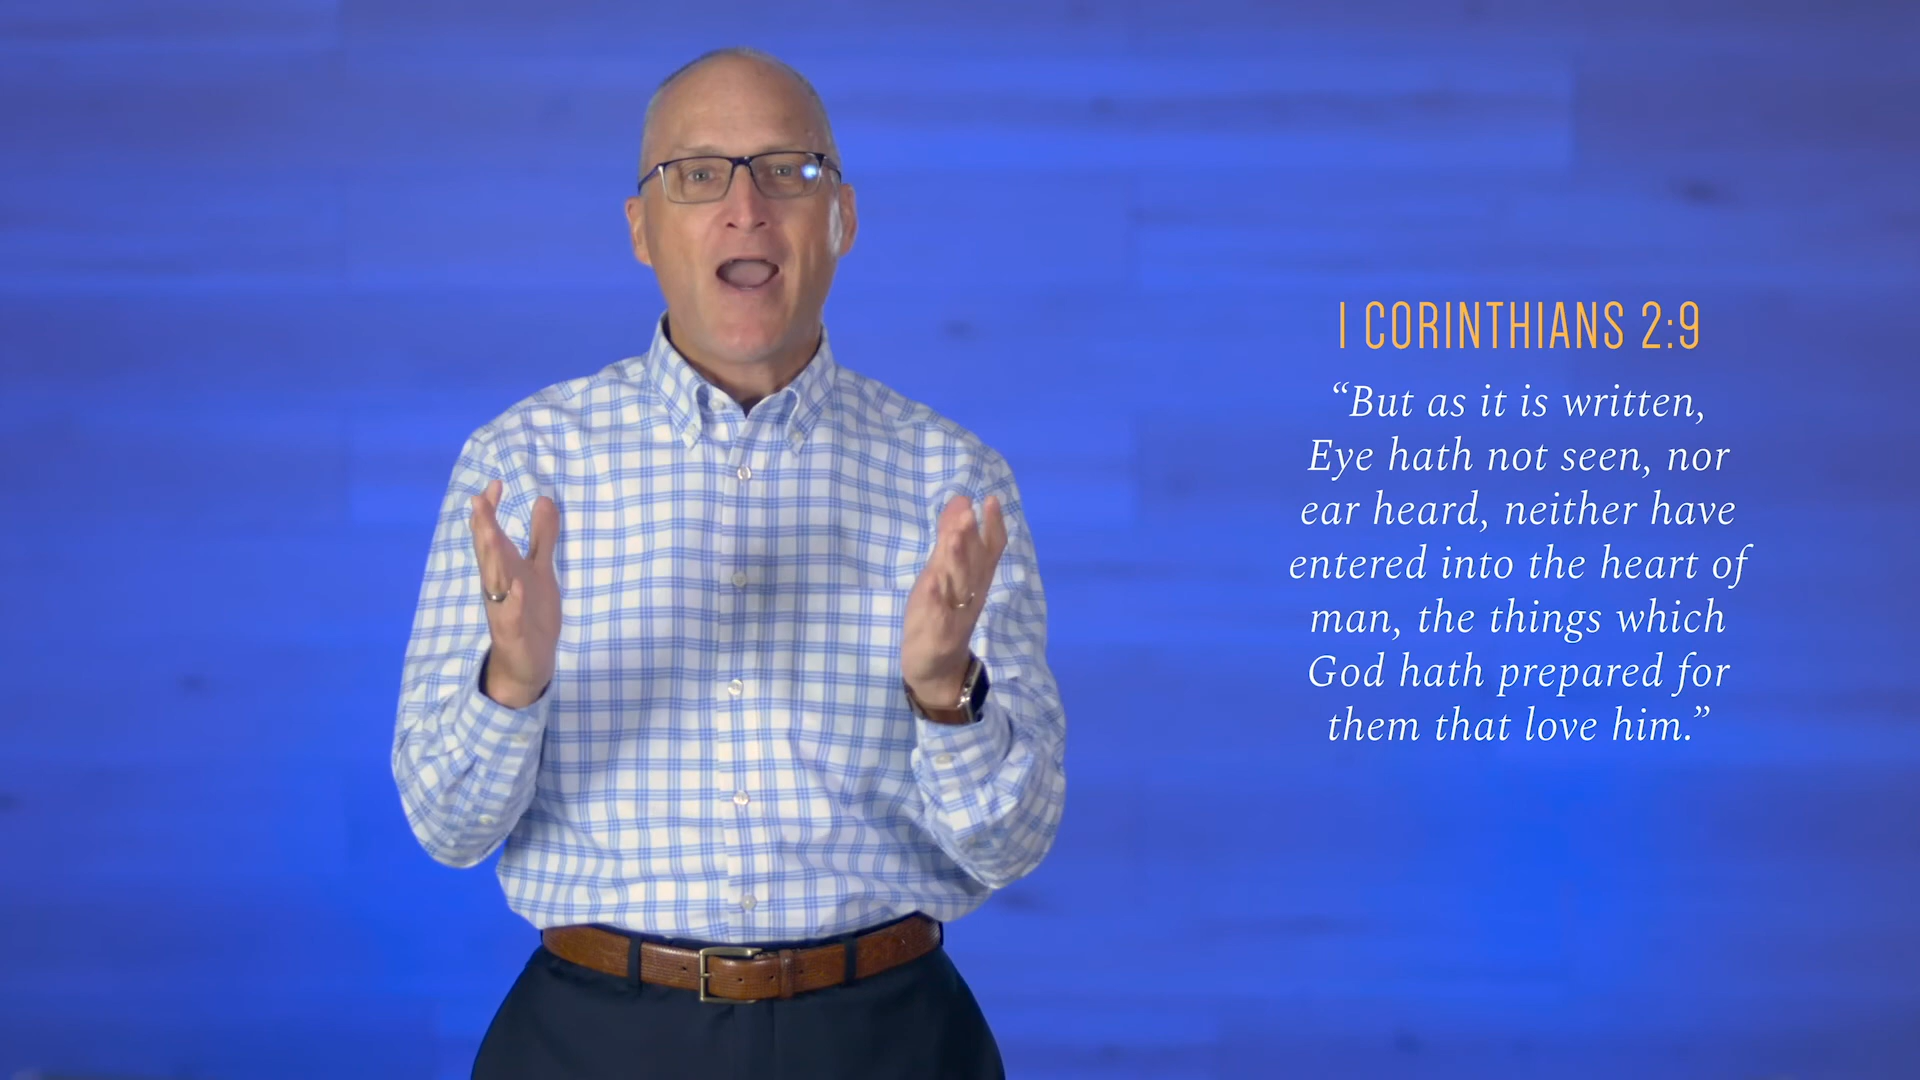 I CORINTHIANS 2:9
“But as it is written,
Eye hath not seen, nor
ear heard, neither have
entered into the heart of
man, the things which
God hath prepared for
them that love him.”